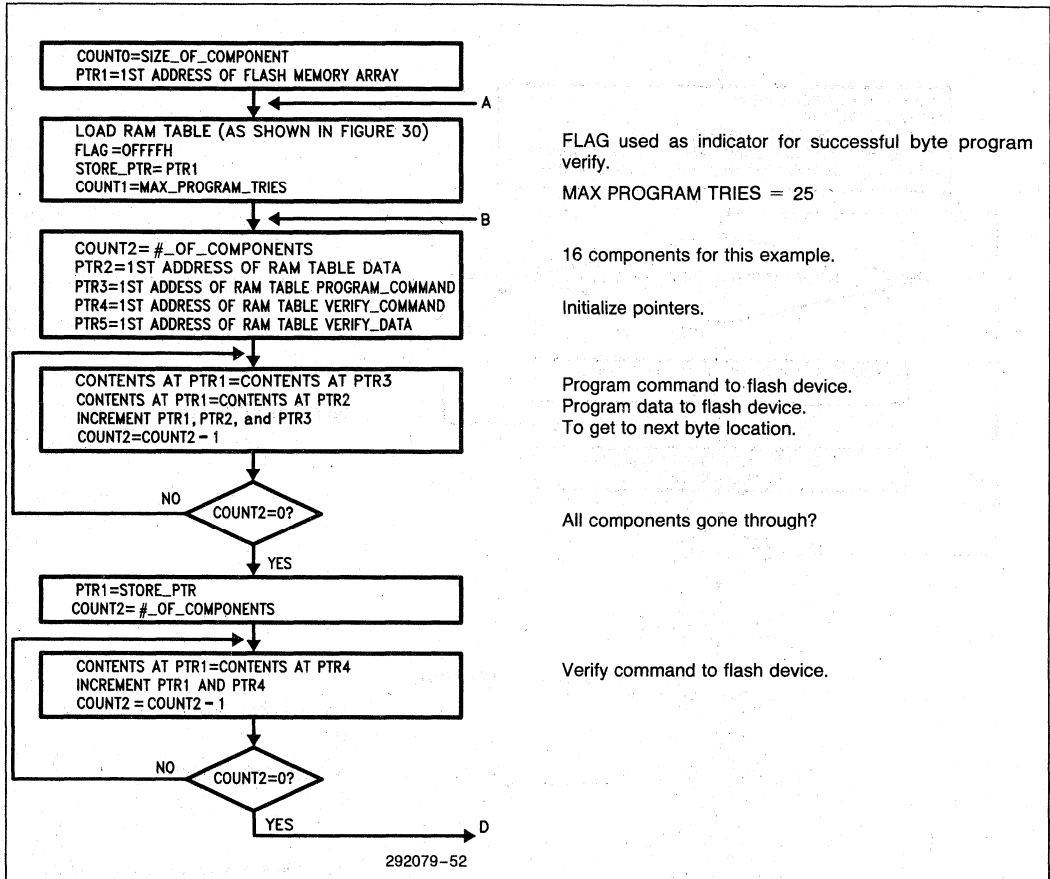 COUNT0=SIZE_OF_COMPONENT
PTR1=1ST ADDRESS OF FLASH MEMORY ARRAY
A
LOAD RAM TABLE (AS SHOWN IN FIGURE 30)
FLAG=0FFFFH
STORE_PTR=PTR1
COUNT1=MAX_PROGRAM_TRIES
FLAG used as indicator for successful byte program
verify.
MAX PROGRAM TRIES = 25
B
COUNT2=#_OF_COMPONENTS
PTR2=1ST ADDRESS OF RAM TABLE DATA
PTR3=1ST ADDESS OF RAM TABLE PROGRAM_COMMAND
PTR4=1ST ADDRESS OF RAM TABLE VERIFY_COMMAND
PTR5=1ST ADDRESS OF RAM TABLE VERIFY_DATA
16 components for this example.
Initialize pointers.
CONTENTS AT PTR1=CONTENTS AT PTR3
CONTENTS AT PTR1=CONTENTS AT PTR2
INCREMENT PTR1, PTR2, and PTR3
COUNT2=COUNT2-1
Program command to flash device.
Program data to flash device.
To get to next byte location.
NO
COUNT2=0?
All components gone through?
YES
PTR1=STORE_PTR
COUNT2=#_OF_COMPONENTS
CONTENTS AT PTR1=CONTENTS AT PTR4
INCREMENT PTR1 AND PTR4
COUNT2=COUNT2-1
Verify command to flash device.
NO
COUNT2=0?
YES
D
292079-52